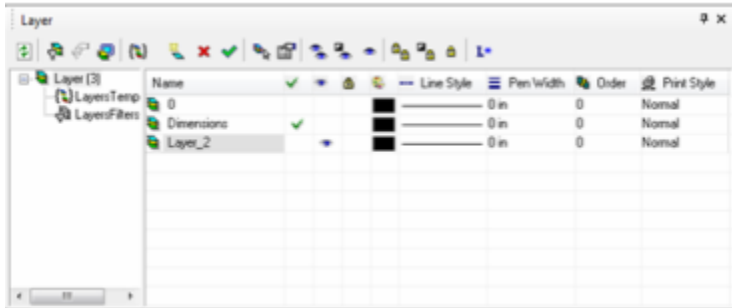 Layer
Layer (3)
LayersTemp
LayersFilters
Name Line Style Pen Width Order Print Style
0 0 in 0 Normal
Dimensions 0 in 0 Normal
Layer_2 0 in 0 Normal